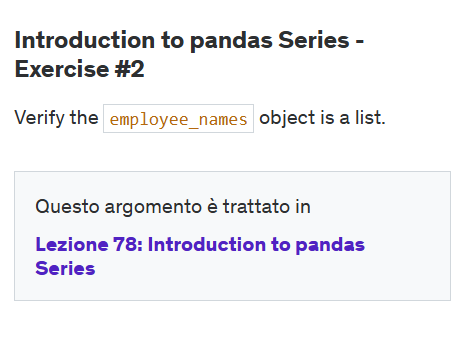 Introduction to pandas Series -
Exercise #2
Verify the employee_names object is a list.
Questo argomento è trattato in
Lezione 78: Introduction to pandas
Series